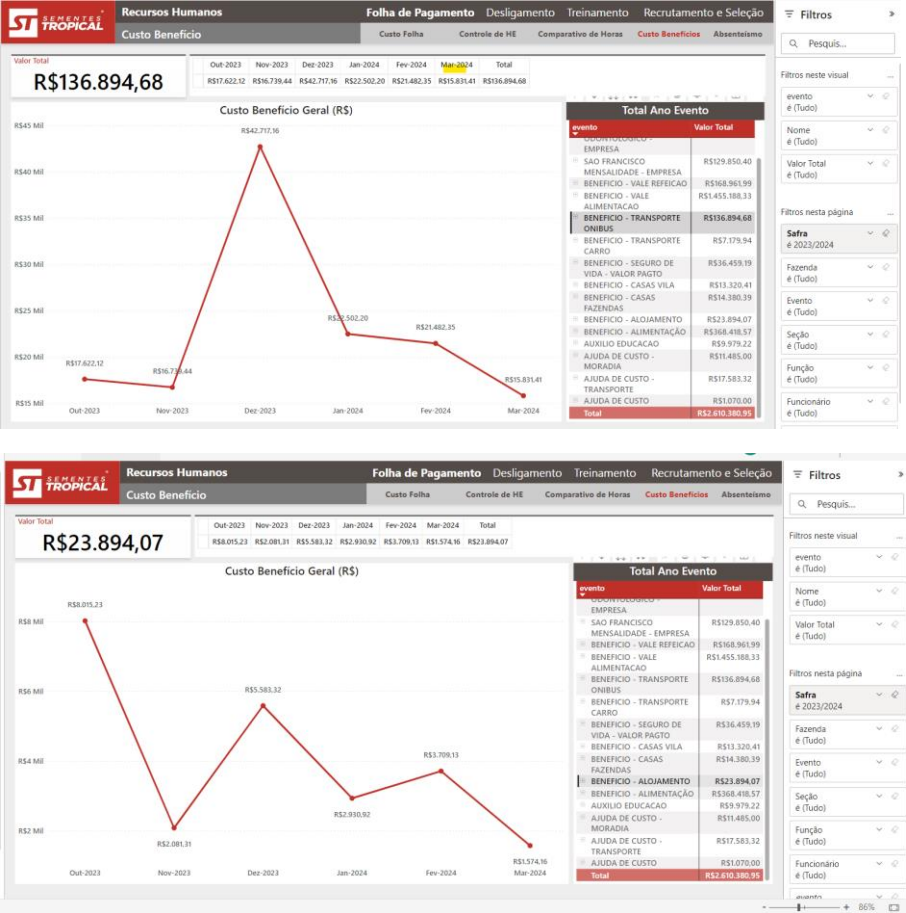 ST SEMENTES TROPICAL
Recursos Humanos
Folha de Pagamento Desligamento Treinamento Recrutamento e Seleção
Custo Benefício
Custo Folha Controle de HE Comparativo de Horas Custo Benefícios Absenteísmo
Filtros
Pesquis...
Valor Total
R$136.894,68
Out-2023 Nov-2023 Dez-2023 Jan-2024 Fev-2024 Mar-2024 Total
R$17.622,12 R$16.739,44 R$42.717,16 R$22.502,20 R$21.482,35 R$15.831,41 R$136.894,68
Custo Benefício Geral (R$)
R$45 Mil
R$40 Mil
R$35 Mil
R$30 Mil
R$25 Mil
R$20 Mil
R$15 Mil
R$17.622,12
R$16.739,44
R$42.717,16
R$22.502,20
R$21.482,35
R$15.831,41
Out-2023 Nov-2023 Dez-2023 Jan-2024 Fev-2024 Mar-2024
Total Ano Evento
evento Valor Total
ODONTOLOGICO -
EMPRESA
SAO FRANCISCO R$129.850,40
MENSALIDADE - EMPRESA
BENEFICIO - VALE REFEICAO R$168.961,99
BENEFICIO - VALE R$1.455.188,33
ALIMENTACAO
BENEFICIO - TRANSPORTE R$136.894,68
ONIBUS
BENEFICIO - TRANSPORTE R$7.179,94
CARRO
BENEFICIO - SEGURO DE R$36.459,19
VIDA - VALOR PAGTO
BENEFICIO - CASAS VILA R$13.320,41
BENEFICIO - CASAS R$14.380,39
FAZENDAS
BENEFICIO - ALOJAMENTO R$23.894,07
BENEFICIO - ALIMENTAÇÃO R$368.418,57
AUXILIO EDUCACAO R$9.979,22
AJUDA DE CUSTO - R$11.485,00
MORADIA
AJUDA DE CUSTO - R$17.583,32
TRANSPORTE
AJUDA DE CUSTO R$1.070,00
Total R$2.610.380,95
Filtros neste visual ...
evento
é (Tudo)
Nome
é (Tudo)
Valor Total
é (Tudo)
Filtros nesta página ...
Safra
é 2023/2024
Fazenda
é (Tudo)
Evento
é (Tudo)
Seção
é (Tudo)
Função
é (Tudo)
Funcionário
é (Tudo)
ST SEMENTES TROPICAL
Recursos Humanos
Folha de Pagamento Desligamento Treinamento Recrutamento e Seleção
Custo Benefício
Custo Folha Controle de HE Comparativo de Horas Custo Benefícios Absenteísmo
Filtros
Pesquis...
Valor Total
R$23.894,07
Out-2023 Nov-2023 Dez-2023 Jan-2024 Fev-2024 Mar-2024 Total
R$8.015,23 R$2.081,31 R$5.583,32 R$2.930,92 R$3.709,13 R$1.574,16 R$23.894,07
Custo Benefício Geral (R$)
R$8 Mil
R$6 Mil
R$4 Mil
R$2 Mil
R$8.015,23
R$2.081,31
R$5.583,32
R$2.930,92
R$3.709,13
R$1.574,16
Out-2023 Nov-2023 Dez-2023 Jan-2024 Fev-2024 Mar-2024
Total Ano Evento
evento Valor Total
ODONTOLOGICO -
EMPRESA
SAO FRANCISCO R$129.850,40
MENSALIDADE - EMPRESA
BENEFICIO - VALE REFEICAO R$168.961,99
BENEFICIO - VALE R$1.455.188,33
ALIMENTACAO
BENEFICIO - TRANSPORTE R$136.894,68
ONIBUS
BENEFICIO - TRANSPORTE R$7.179,94
CARRO
BENEFICIO - SEGURO DE R$36.459,19
VIDA - VALOR PAGTO
BENEFICIO - CASAS VILA R$13.320,41
BENEFICIO - CASAS R$14.380,39
FAZENDAS
BENEFICIO - ALOJAMENTO R$23.894,07
BENEFICIO - ALIMENTAÇÃO R$368.418,57
AUXILIO EDUCACAO R$9.979,22
AJUDA DE CUSTO - R$11.485,00
MORADIA
AJUDA DE CUSTO - R$17.583,32
TRANSPORTE
AJUDA DE CUSTO R$1.070,00
Total R$2.610.380,95
Filtros neste visual ...
evento
é (Tudo)
Nome
é (Tudo)
Valor Total
é (Tudo)
Filtros nesta página ...
Safra
é 2023/2024
Fazenda
é (Tudo)
Evento
é (Tudo)
Seção
é (Tudo)
Função
é (Tudo)
Funcionário
é (Tudo)
evento
86%